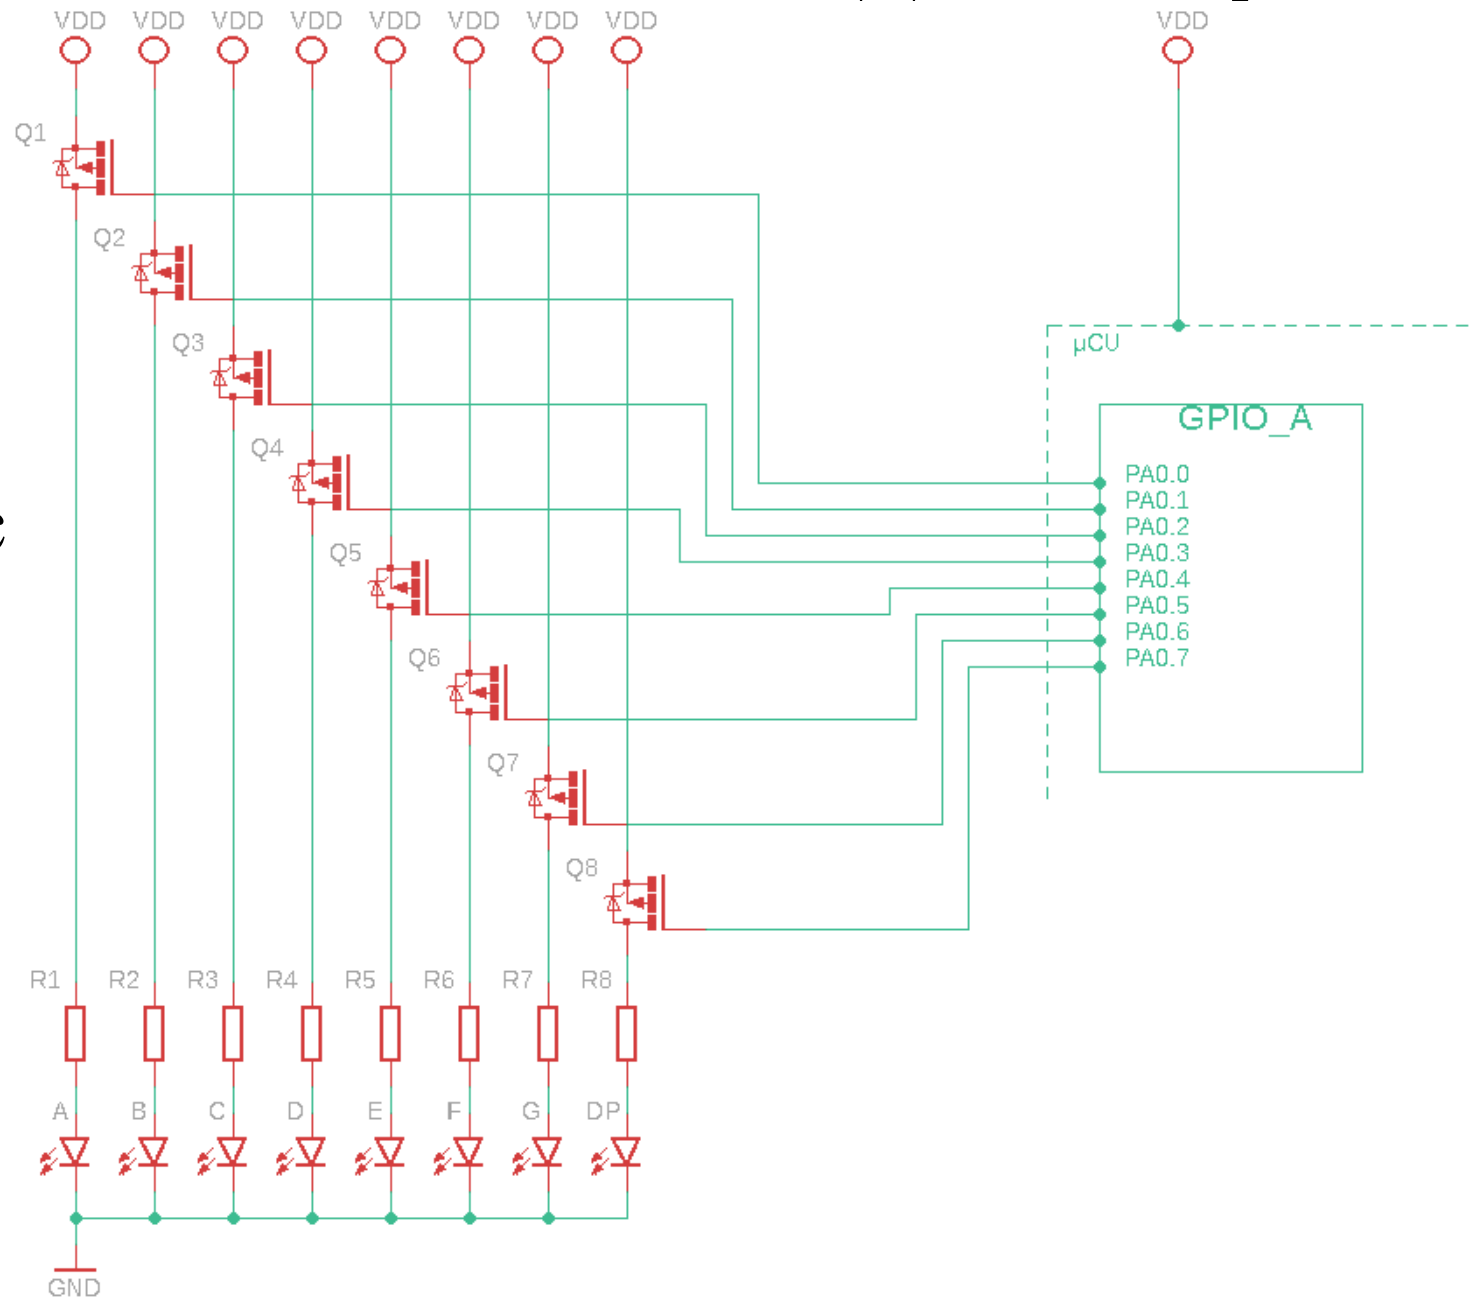 VDD VDD VDD VDD VDD VDD VDD VDD VDD
Q1
Q2
Q3
µCU
GPIO_A
Q4
PA0.0
PA0.1
PA0.2
Q5
PA0.3
PA0.4
PA0.5
PA0.6
Q6
PA0.7
Q7
Q8
R1 R2 R3 R4 R5 R6 R7 R8
A B C D E F G DP
GND